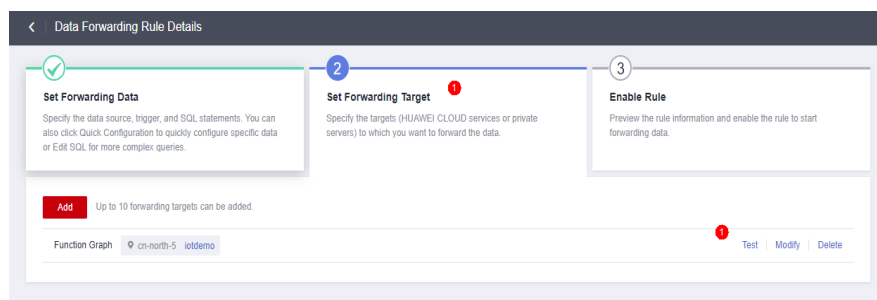 Data Forwarding Rule Details
2
3
Set Forwarding Data
Specify the data source, trigger, and SQL statements. You can
also click Quick Configuration to quickly configure specific data
or Edit SQL for more complex queries.
Set Forwarding Target
1
Specify the targets (HUAWEI CLOUD services or private
servers) to which you want to forward the data.
Enable Rule
Preview the rule information and enable the rule to start
forwarding data.
Add Up to 10 forwarding targets can be added.
1
Function Graph cn-north-5 iotdemo Test Modify Delete